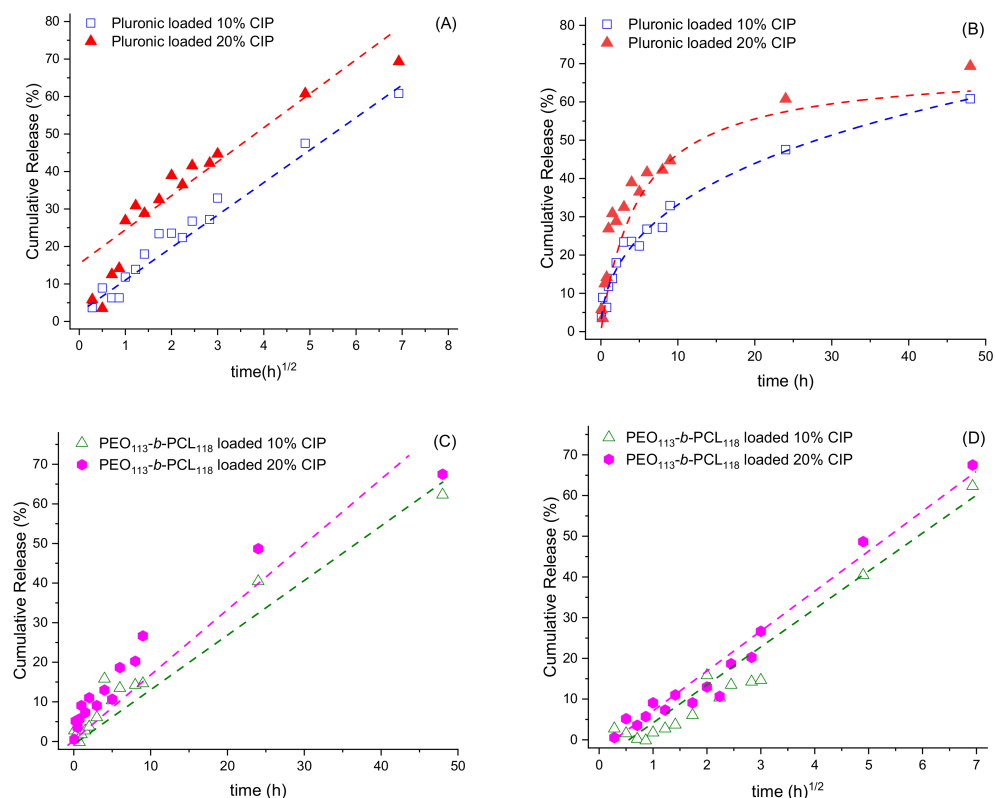 Pluronic loaded 10% CIP
Pluronic loaded 20% CIP
(A)
Cumulative Release (%)
80
70
60
50
40
30
20
10
0
0 1 2 3 4 5 6 7 8
time(h)1/2
Pluronic loaded 10% CIP
Pluronic loaded 20% CIP
(B)
Cumulative Release (%)
80
70
60
50
40
30
20
10
0
0 10 20 30 40 50
time (h)
PEO113-b-PCL118 loaded 10% CIP
PEO113-b-PCL118 loaded 20% CIP
(C)
Cumulative Release (%)
70
60
50
40
30
20
10
0
0 10 20 30 40 50
time (h)
PEO113-b-PCL118 loaded 10% CIP
PEO113-b-PCL118 loaded 20% CIP
(D)
Cumulative Release (%)
70
60
50
40
30
20
10
0
0 1 2 3 4 5 6 7
time (h)1/2